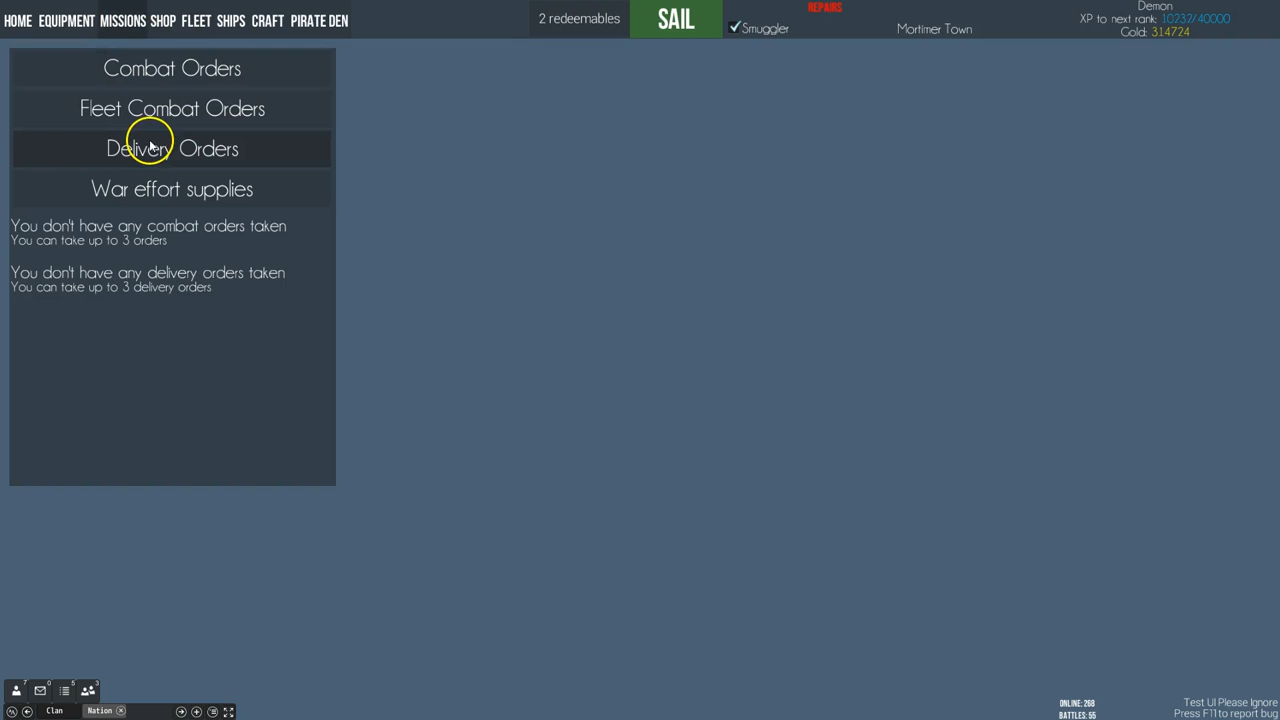 HOME EQUIPMENT MISSIONS SHOP FLEET SHIPS CRAFT PIRATE DEN
2 redeemables
SAIL
REPAIRS
Smuggler
Mortimer Town
Demon
XP to next rank: 10732/40000
Gold: 314724
Combat Orders
Fleet Combat Orders
Delivery Orders
War effort supplies
You don't have any combat orders taken
You can take up to 3 orders
You don't have any delivery orders taken
You can take up to 3 delivery orders
7 0 5 3
Clan Nation
ONLINE: 268
BATTLES: 55
Test UI Please Ignore
Press F11 to report bug